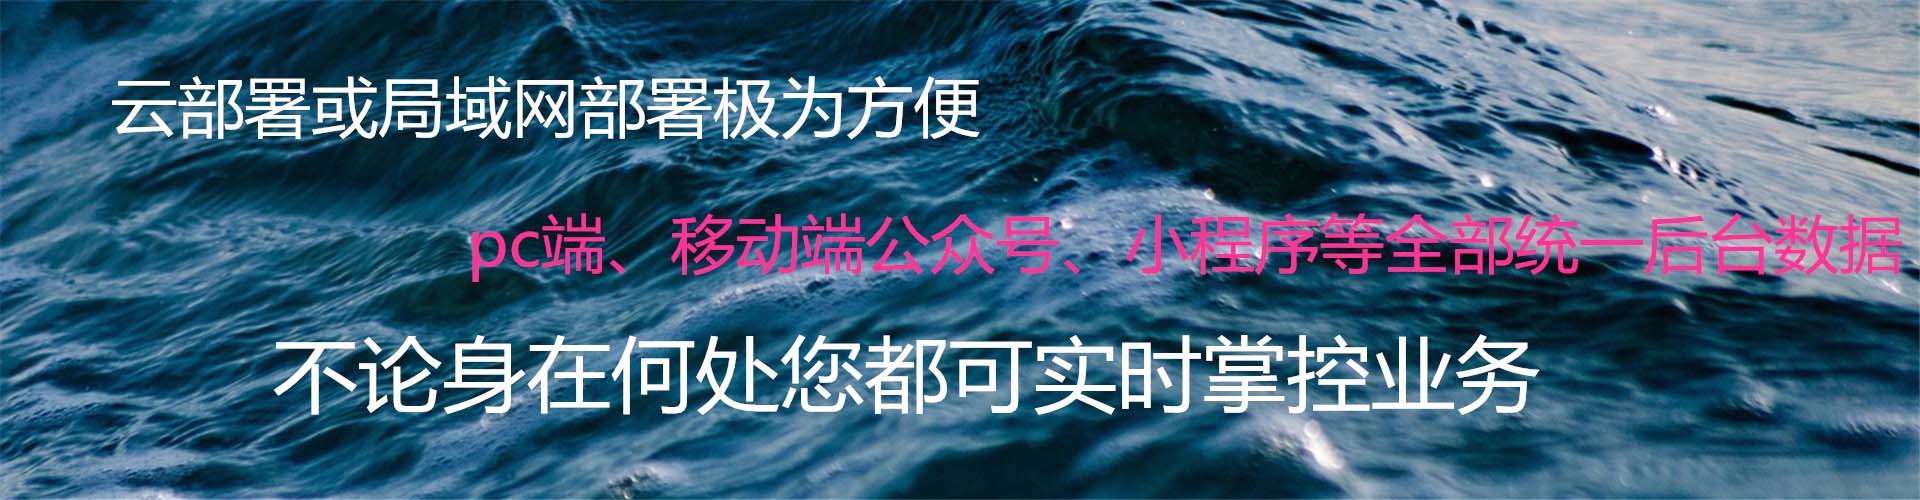 云部署或局域网部署极为方便
pc端、移动端公众号、小程序等全部统一后台数据
不论身在何处您都可实时掌控业务